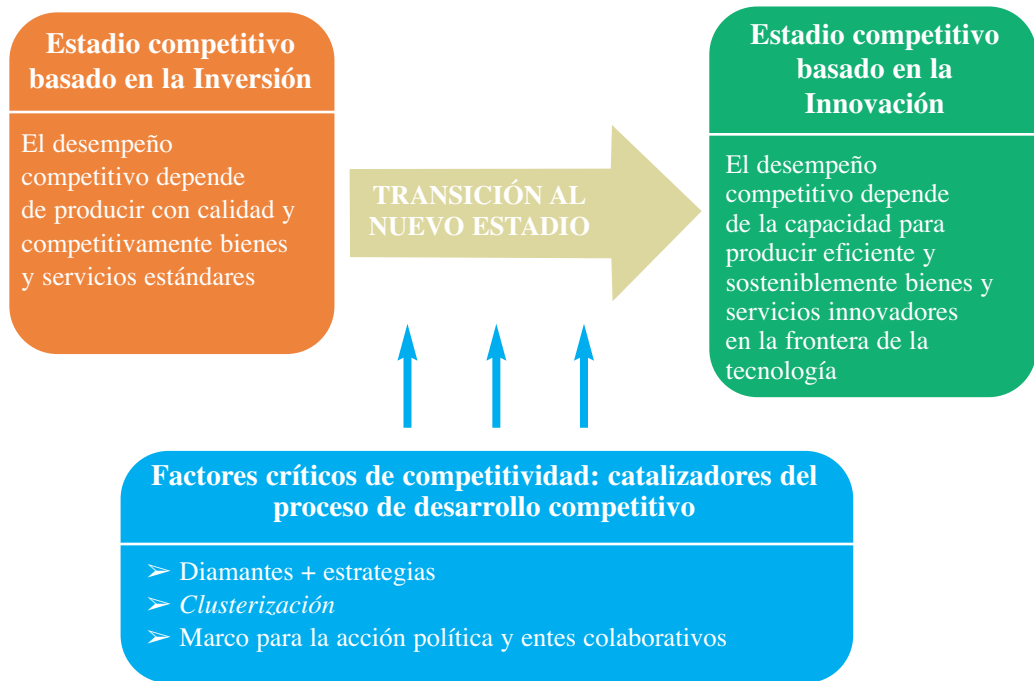 Estadio competitivo
basado en la Inversión
El desempeño
competitivo depende
de producir con calidad y
competitivamente bienes
y servicios estándares
TRANSICIÓN AL
NUEVO ESTADIO
Estadio competitivo
basado en la
Innovación
El desempeño
competitivo depende
de la capacidad para
producir eficiente y
sosteniblemente bienes y
servicios innovadores
en la frontera de la
tecnología
Factores críticos de competitividad: catalizadores del
proceso de desarrollo competitivo
➢ Diamantes + estrategias
➢ Clusterización
➢ Marco para la acción política y entes colaborativos